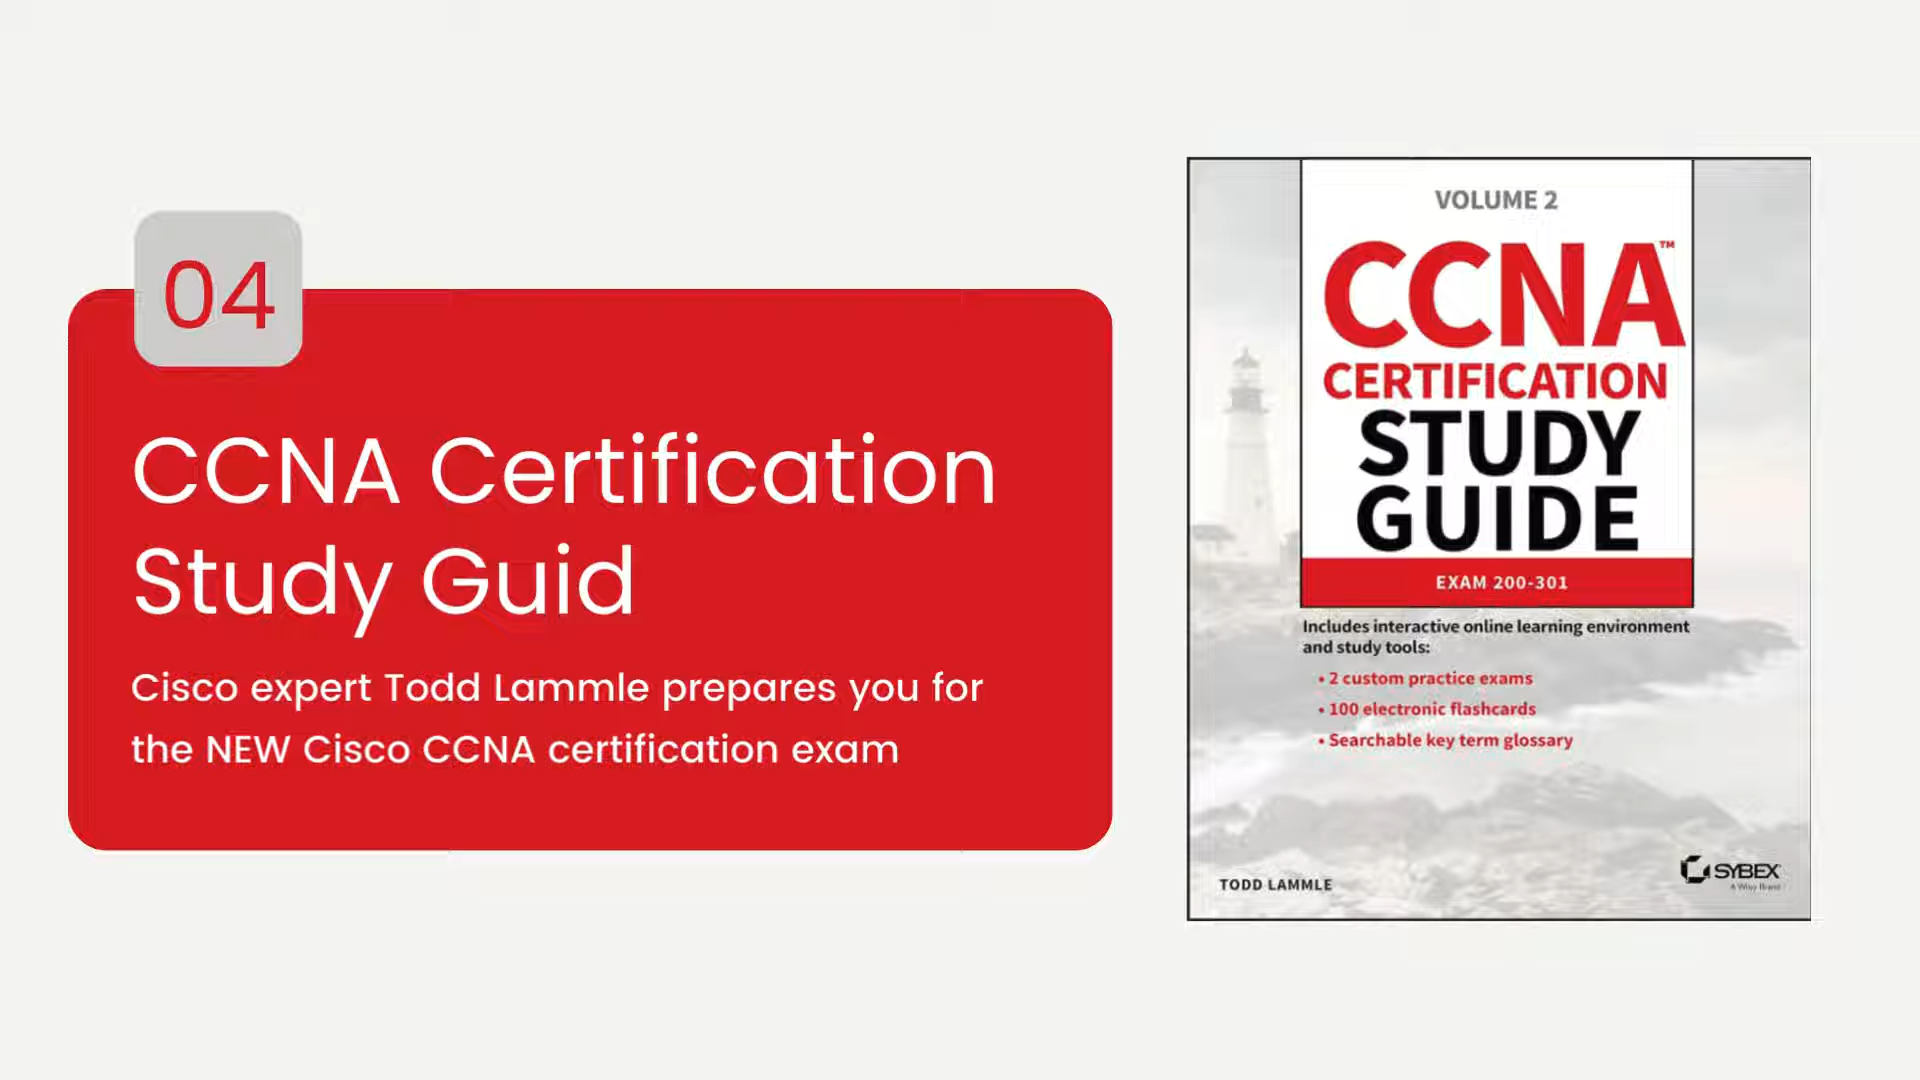 04
CCNA Certification
Study Guid
Cisco expert Todd Lammle prepares you for
the NEW Cisco CCNA certification exam
VOLUME 2
CCNA™
CERTIFICATION
STUDY
GUIDE
EXAM 200-301
Includes interactive online learning environment
and study tools:
• 2 custom practice exams
• 100 electronic flashcards
• Searchable key term glossary
TODD LAMMLE
SYBEX
A Wiley Brand